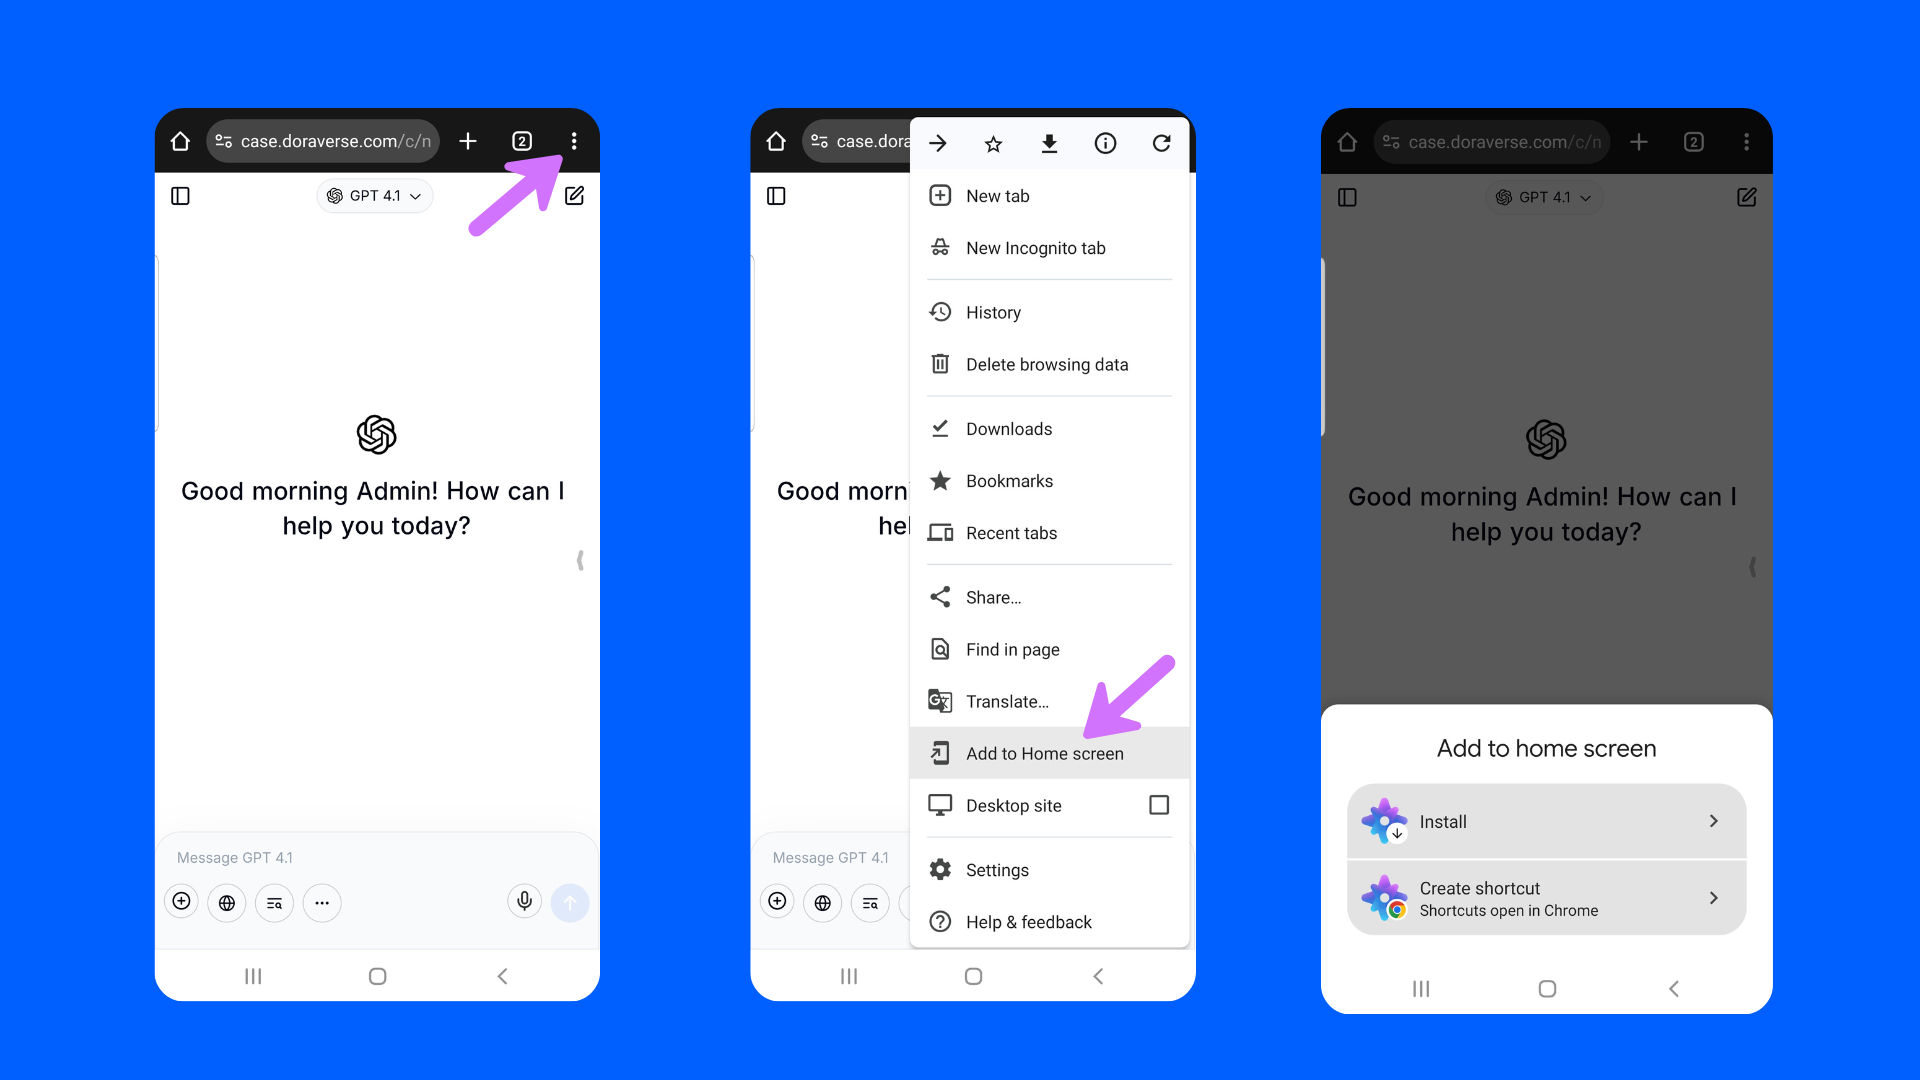 case.doraverse.com/c/n
2
GPT 4.1
Good morning Admin! How can I
help you today?
Message GPT 4.1
case.dora
Good morn
hel
Message GPT 4.1
New tab
New Incognito tab
History
Delete browsing data
Downloads
Bookmarks
Recent tabs
Share...
Find in page
Translate...
Add to Home screen
Desktop site
Settings
Help & feedback
case.doraverse.com/c/n
2
GPT 4.1
Good morning Admin! How can I
help you today?
Add to home screen
Install
Create shortcut
Shortcuts open in Chrome